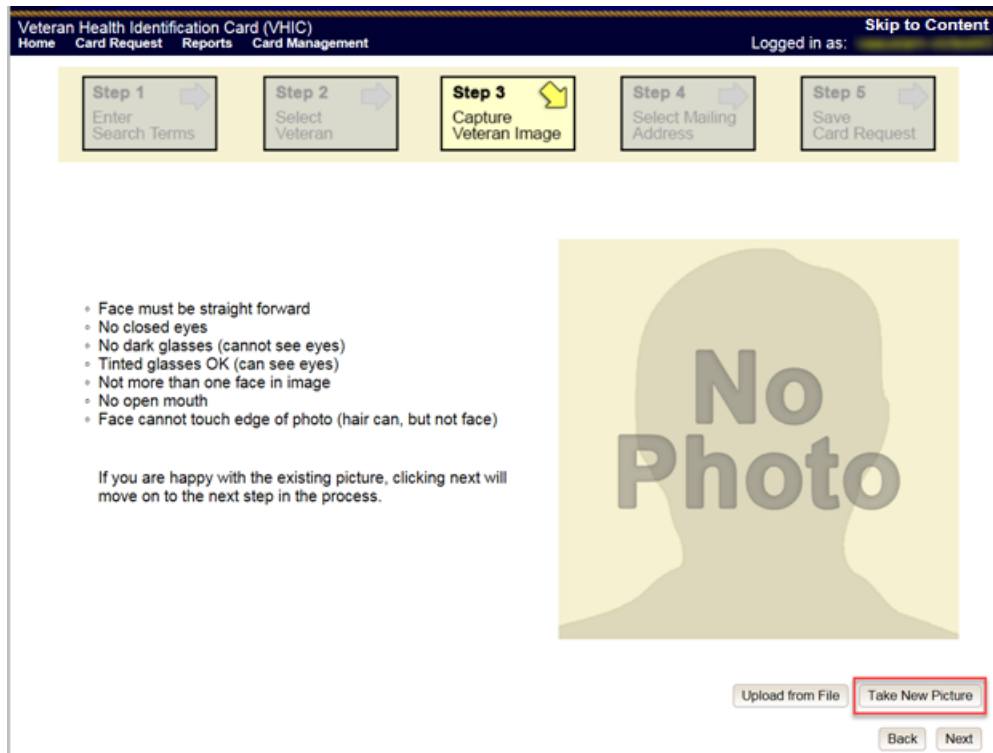 Veteran Health Identification Card (VHIC)
Skip to Content
Home Card Request Reports Card Management
Logged in as:
Step 1
Enter
Search Terms
Step 2
Select
Veteran
Step 3
Capture
Veteran Image
Step 4
Select Mailing
Address
Step 5
Save
Card Request
Face must be straight forward
No closed eyes
No dark glasses (cannot see eyes)
Tinted glasses OK (can see eyes)
Not more than one face in image
No open mouth
Face cannot touch edge of photo (hair can, but not face)
If you are happy with the existing picture, clicking next will
move on to the next step in the process.
No
Photo
Upload from File
Take New Picture
Back
Next